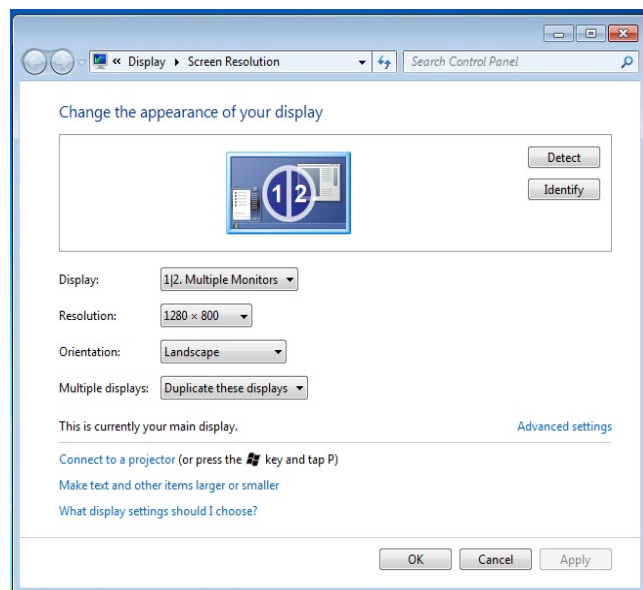 « Display ▸ Screen Resolution Search Control Panel
Change the appearance of your display
1|2
Detect
Identify
Display: 1|2. Multiple Monitors
Resolution: 1280 × 800
Orientation: Landscape
Multiple displays: Duplicate these displays
This is currently your main display. Advanced settings
Connect to a projector (or press the key and tap P)
Make text and other items larger or smaller
What display settings should I choose?
OK Cancel Apply